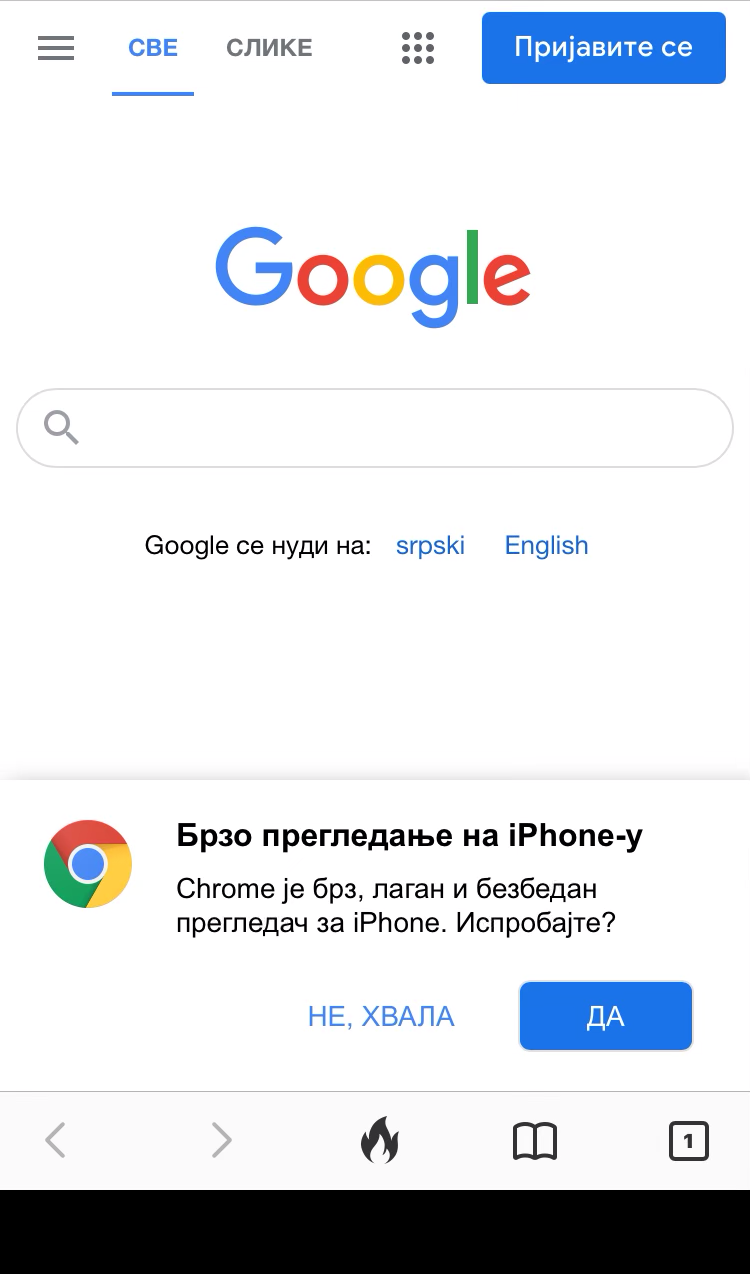 СВЕ СЛИКЕ Пријавите се
Google
Google се нуди на: srpski English
Брзо прегледање на iPhone-у
Chrome је брз, лаган и безбедан
прегледач за iPhone. Испробајте?
НЕ, ХВАЛА ДА
1